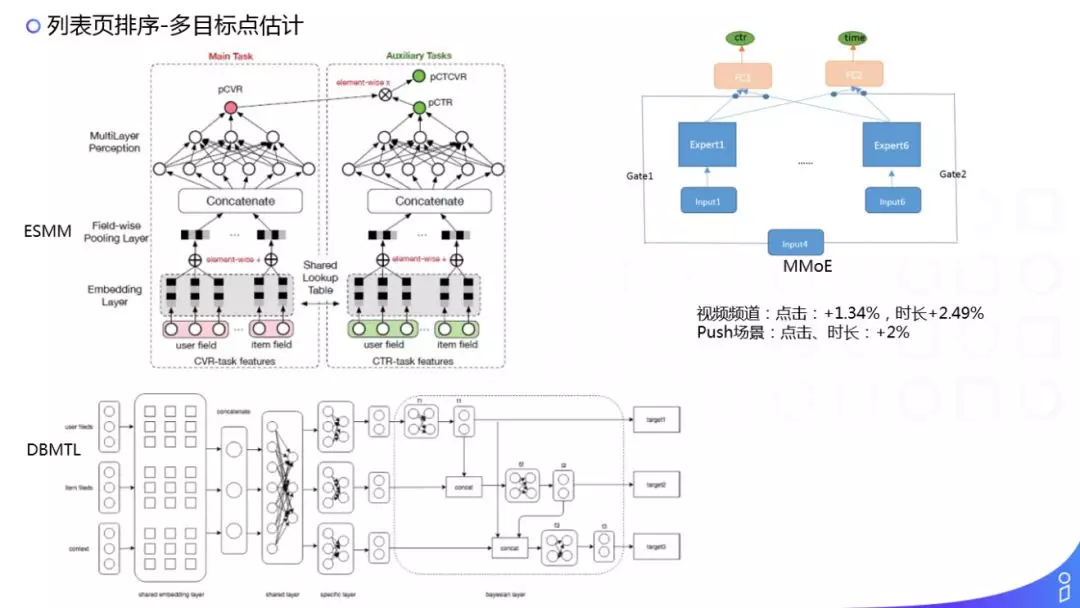 列表页排序-多目标点估计
Main Task
Auxiliary Tasks
pCVR
element-wise x
pCTCVR
pCTR
MultiLayer
Perception
Concatenate
Concatenate
ESMM
Field-wise
Pooling Layer
...
...
element-wise +
element-wise +
Shared
Lookup
Table
Embedding
Layer
...
...
user field
item field
user field
item field
CVR-task features
CTR-task features
ctr
time
FC1
FC2
Expert1
......
Expert6
Gate1
Gate2
Input1
Input6
Input4
MMoE
视频频道：点击：+1.34%，时长+2.49%
Push场景：点击、时长：+2%
DBMTL
user fileds
item fileds
context
concatenate
f1
t1
target1
concat
f2
t2
target2
concat
f3
t3
target3
shared embedding layer
shared layer
specific layer
bayesian layer